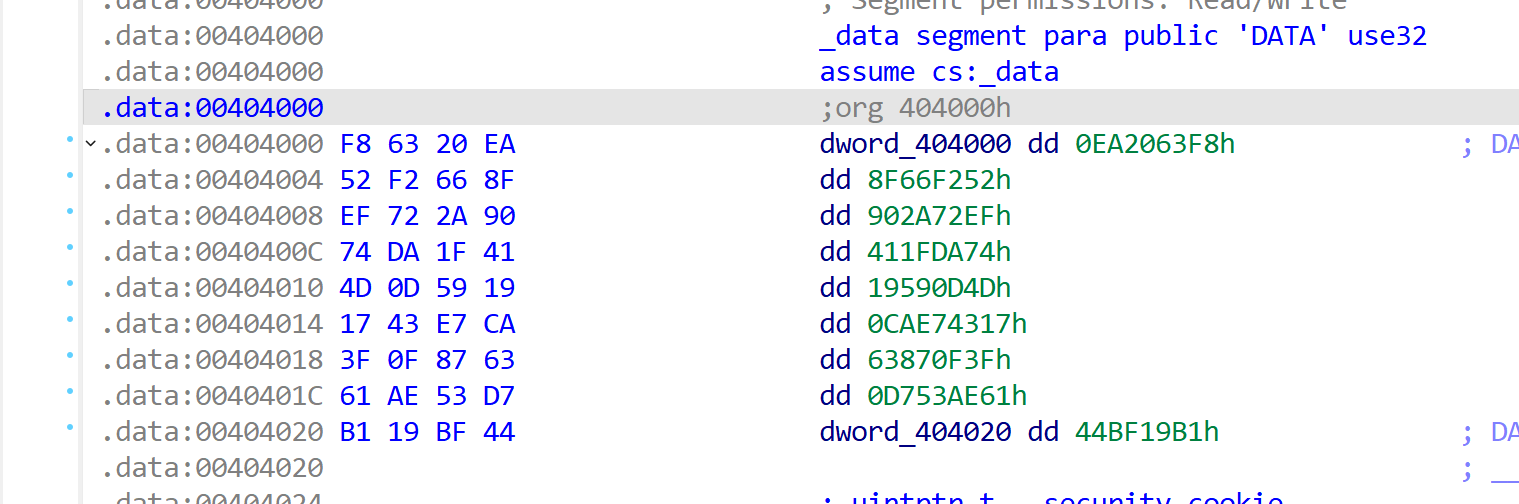 .data:00404000 ; Segment permissions: Read/Write
.data:00404000 _data segment para public 'DATA' use32
.data:00404000 assume cs:_data
.data:00404000 ;org 404000h
.data:00404000 F8 63 20 EA dword_404000 dd 0EA2063F8h ; DA
.data:00404004 52 F2 66 8F dd 8F66F252h
.data:00404008 EF 72 2A 90 dd 902A72EFh
.data:0040400C 74 DA 1F 41 dd 411FDA74h
.data:00404010 4D 0D 59 19 dd 19590D4Dh
.data:00404014 17 43 E7 CA dd 0CAE74317h
.data:00404018 3F 0F 87 63 dd 63870F3Fh
.data:0040401C 61 AE 53 D7 dd 0D753AE61h
.data:00404020 B1 19 BF 44 dword_404020 dd 44BF19B1h ; DA
.data:00404020 ; __
.data:00404024 ; uintptr_t __security_cookie